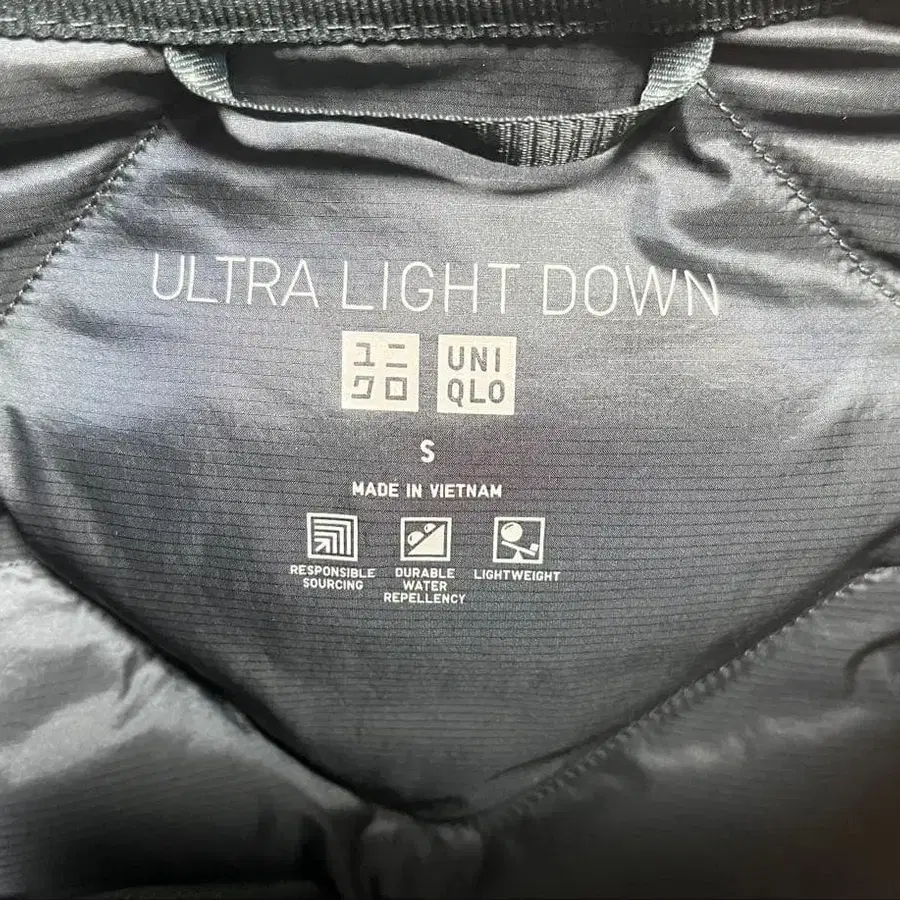 ULTRA LIGHT DOWN
ユニ
クロ
UNI
QLO
S
MADE IN VIETNAM
RESPONSIBLE
SOURCING
DURABLE
WATER
REPELLENCY
LIGHTWEIGHT